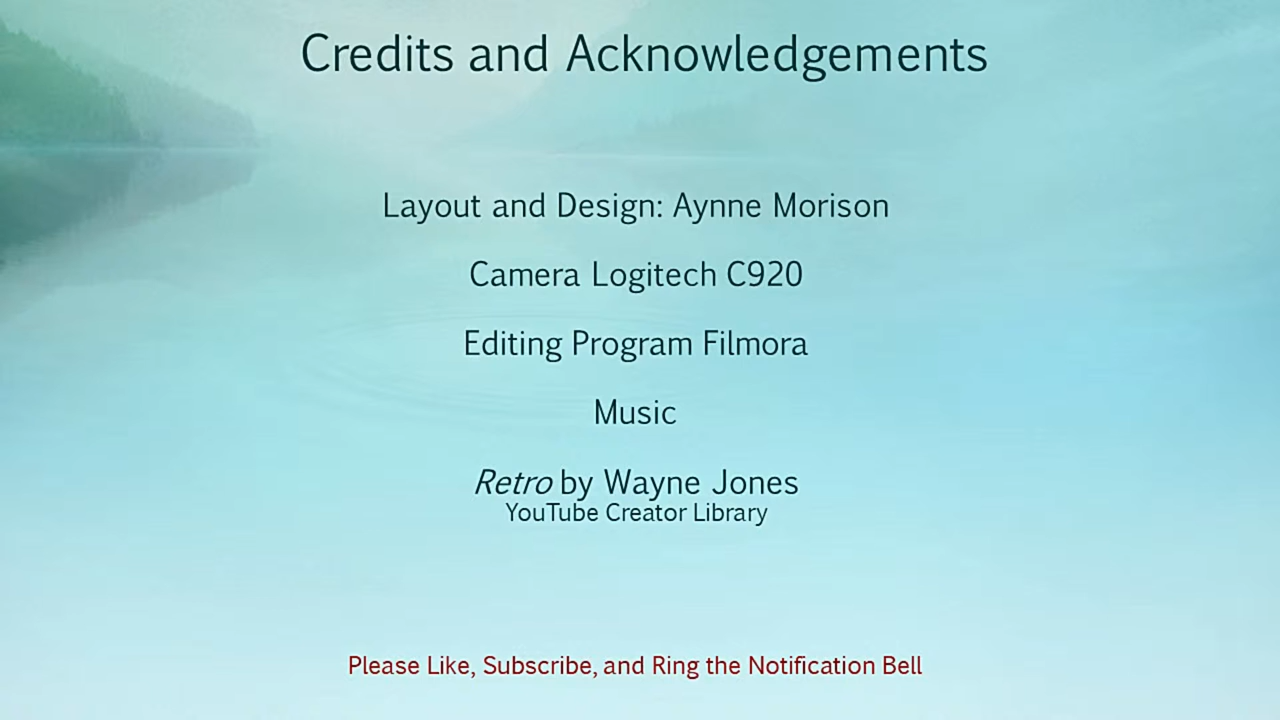 Credits and Acknowledgements
Layout and Design: Aynne Morison
Camera Logitech C920
Editing Program Filmora
Music
Retro by Wayne Jones
YouTube Creator Library
Please Like, Subscribe, and Ring the Notification Bell